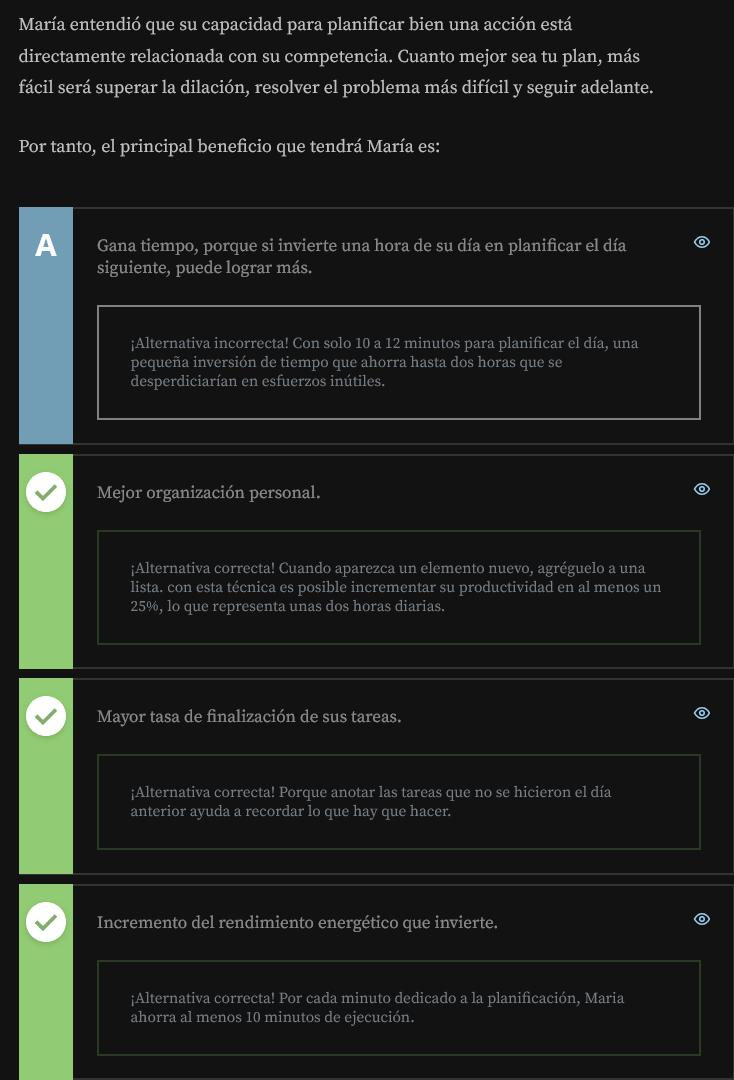 María entendió que su capacidad para planificar bien una acción está
directamente relacionada con su competencia. Cuanto mejor sea tu plan, más
fácil será superar la dilación, resolver el problema más difícil y seguir adelante.
Por tanto, el principal beneficio que tendrá María es:
A
Gana tiempo, porque si invierte una hora de su día en planificar el día
siguiente, puede lograr más.
¡Alternativa incorrecta! Con solo 10 a 12 minutos para planificar el día, una
pequeña inversión de tiempo que ahorra hasta dos horas que se
desperdiciarían en esfuerzos inútiles.
Mejor organización personal.
¡Alternativa correcta! Cuando aparezca un elemento nuevo, agréguelo a una
lista. con esta técnica es posible incrementar su productividad en al menos un
25%, lo que representa unas dos horas diarias.
Mayor tasa de finalización de sus tareas.
¡Alternativa correcta! Porque anotar las tareas que no se hicieron el día
anterior ayuda a recordar lo que hay que hacer.
Incremento del rendimiento energético que invierte.
¡Alternativa correcta! Por cada minuto dedicado a la planificación, Maria
ahorra al menos 10 minutos de ejecución.